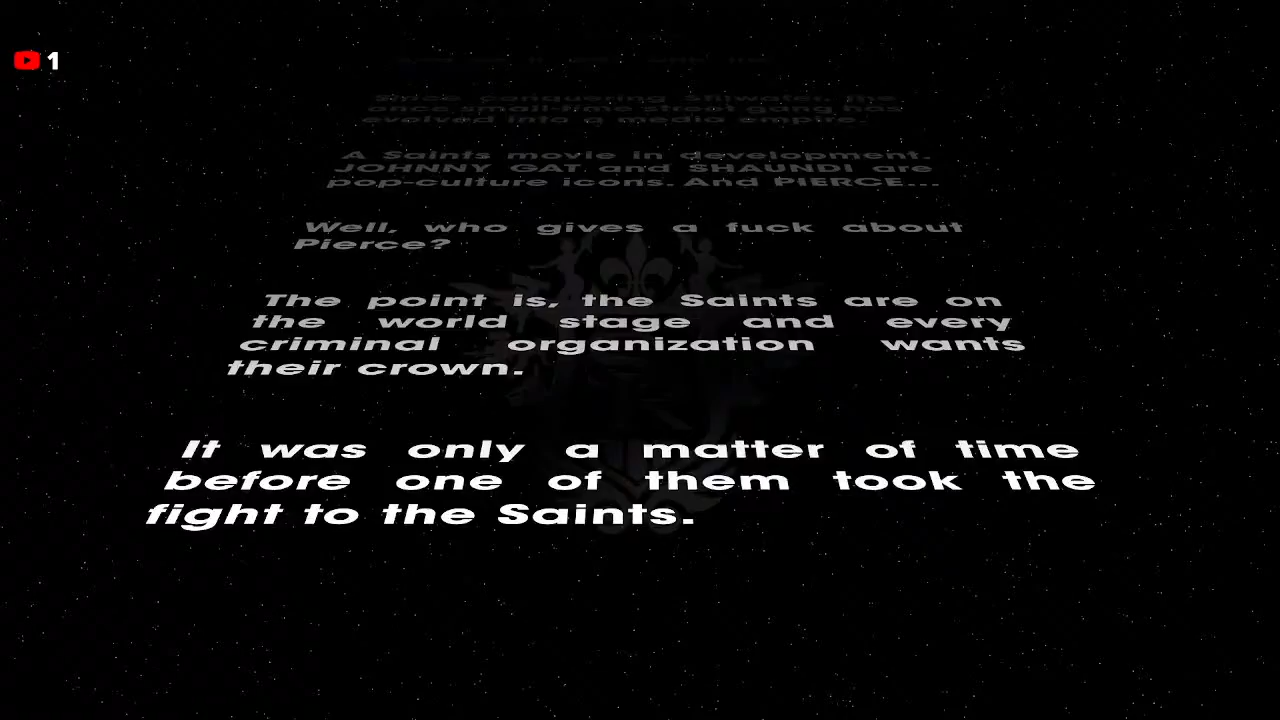 1
Since conquering Stilwater, the
once small-time street gang has
evolved into a media empire.
A Saints movie in development.
JOHNNY GAT and SHAUNDI are
pop-culture icons. And PIERCE...
Well, who gives a fuck about
Pierce?
The point is, the Saints are on
the world stage and every
criminal organization wants
their crown.
It was only a matter of time
before one of them took the
fight to the Saints.